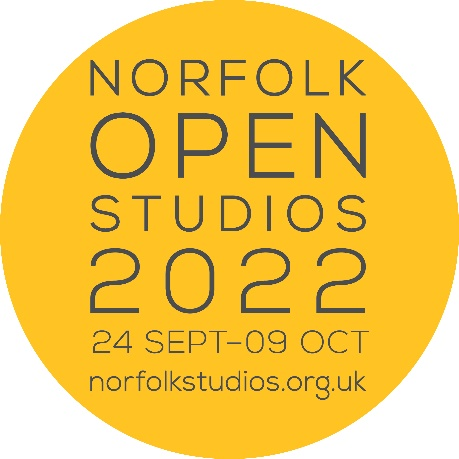 NORFOLK
OPEN
STUDIOS
2022
24 SEPT–09 OCT
norfolkstudios.org.uk